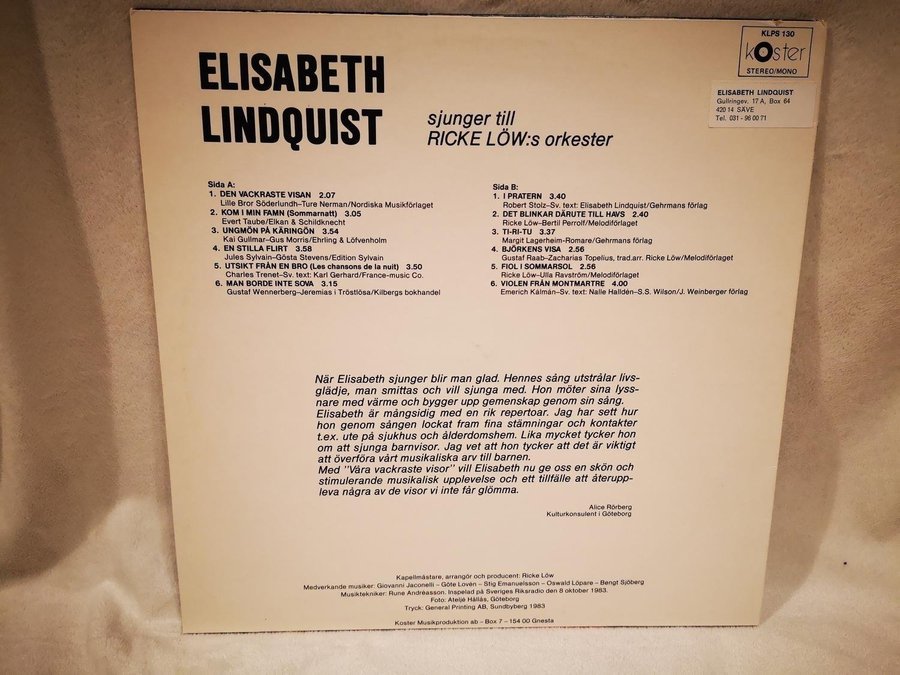 ELISABETH
LINDQUIST
sjunger till
RICKE LÖW:s orkester
KLPS 130
koster
STEREO/MONO
ELISABETH LINDQUIST
Gullringev. 17 A, Box 64
420 14 SÄVE
Tel. 031 - 96 00 71
Sida A:
1. DEN VACKRASTE VISAN 2.07
Lille Bror Söderlundh–Ture Nerman/Nordiska Musikförlaget
2. KOM I MIN FAMN (Sommarnatt) 3.05
Evert Taube/Elkan & Schildknecht
3. UNGMÖN PÅ KÄRINGÖN 3.54
Kai Gullmar–Gus Morris/Ehrling & Löfvenholm
4. EN STILLA FLIRT 3.58
Jules Sylvain–Gösta Stevens/Edition Sylvain
5. UTSIKT FRÅN EN BRO (Les chansons de la nuit) 3.50
Charles Trenet–Sv. text: Karl Gerhard/France-music Co.
6. MAN BORDE INTE SOVA 3.15
Gustaf Wennerberg–Jeremias i Tröstlösa/Kilbergs bokhandel
Sida B:
1. I PRATERN 3.40
Robert Stolz–Sv. text: Elisabeth Lindquist/Gehrmans förlag
2. DET BLINKAR DÄRUTE TILL HAVS 2.40
Ricke Löw–Bertil Perrolf/Melodiförlaget
3. TI-RI-TU 3.37
Margit Lagerheim-Romare/Gehrmans förlag
4. BJÖRKENS VISA 2.56
Gustaf Raab–Zacharias Topelius, trad.arr. Ricke Löw/Melodiförlaget
5. FIOL I SOMMARSOL 2.56
Ricke Löw–Ulla Ravström/Melodiförlaget
6. VIOLEN FRÅN MONTMARTRE 4.00
Emerich Kálmán–Sv. text: Nalle Halldén–S.S. Wilson/J. Weinberger förlag
När Elisabeth sjunger blir man glad. Hennes sång utstrålar livs-
glädje, man smittas och vill sjunga med. Hon möter sina lyss-
nare med värme och bygger upp gemenskap genom sin sång.
Elisabeth är mångsidig med en rik repertoar. Jag har sett hur
hon genom sången lockat fram fina stämningar och kontakter
t.ex. ute på sjukhus och ålderdomshem. Lika mycket tycker hon
om att sjunga barnvisor. Jag vet att hon tycker att det är viktigt
att överföra vårt musikaliska arv till barnen.
Med "Våra vackraste visor" vill Elisabeth nu ge oss en skön och
stimulerande musikalisk upplevelse och ett tillfälle att återupp-
leva några av de visor vi inte får glömma.
Alice Rörberg
Kulturkonsulent i Göteborg
Kapellmästare, arrangör och producent: Ricke Löw
Medverkande musiker: Giovanni Jaconelli – Göte Lovén – Stig Emanuelsson – Oswald Löpare – Bengt Sjöberg
Musiktekniker: Rune Andréasson. Inspelad på Sveriges Riksradio den 8 oktober 1983.
Foto: Ateljé Hållås, Göteborg
Tryck: General Printing AB, Sundbyberg 1983
Koster Musikproduktion ab – Box 7 – 154 00 Gnesta